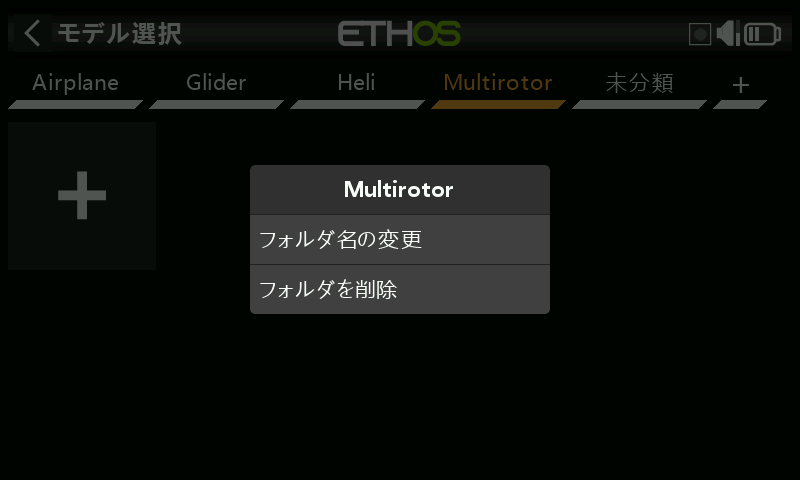 モデル選択
ETHOS
Airplane
Glider
Heli
Multirotor
未分類
+
Multirotor
フォルダ名の変更
フォルダを削除